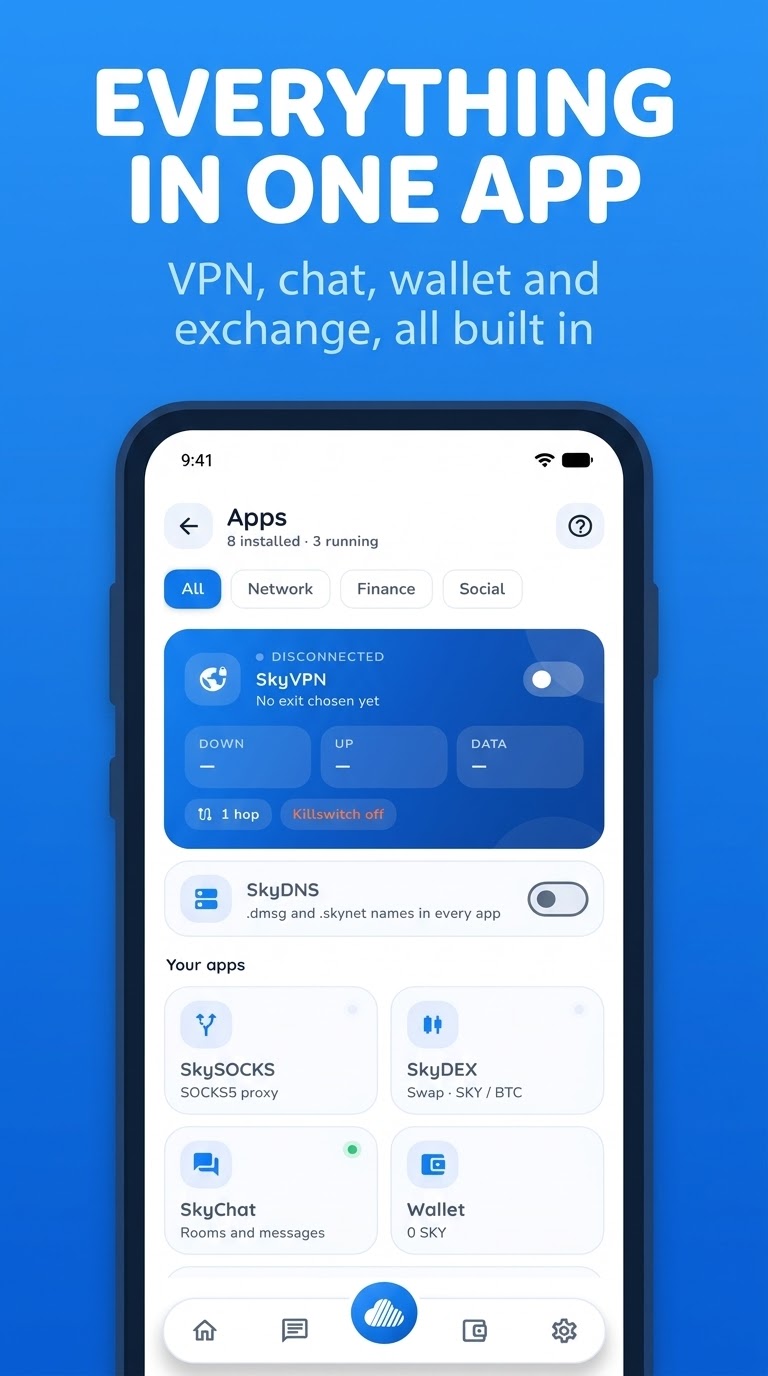 EVERYTHING
IN ONE APP
VPN, chat, wallet and
exchange, all built in
9:41
Apps
8 installed · 3 running
All
Network
Finance
Social
DISCONNECTED
SkyVPN
No exit chosen yet
DOWN
UP
DATA
—
—
—
1 hop
Killswitch off
SkyDNS
.dmsg and .skynet names in every app
Your apps
SkySOCKS
SOCKS5 proxy
SkyDEX
Swap · SKY / BTC
SkyChat
Rooms and messages
Wallet
0 SKY